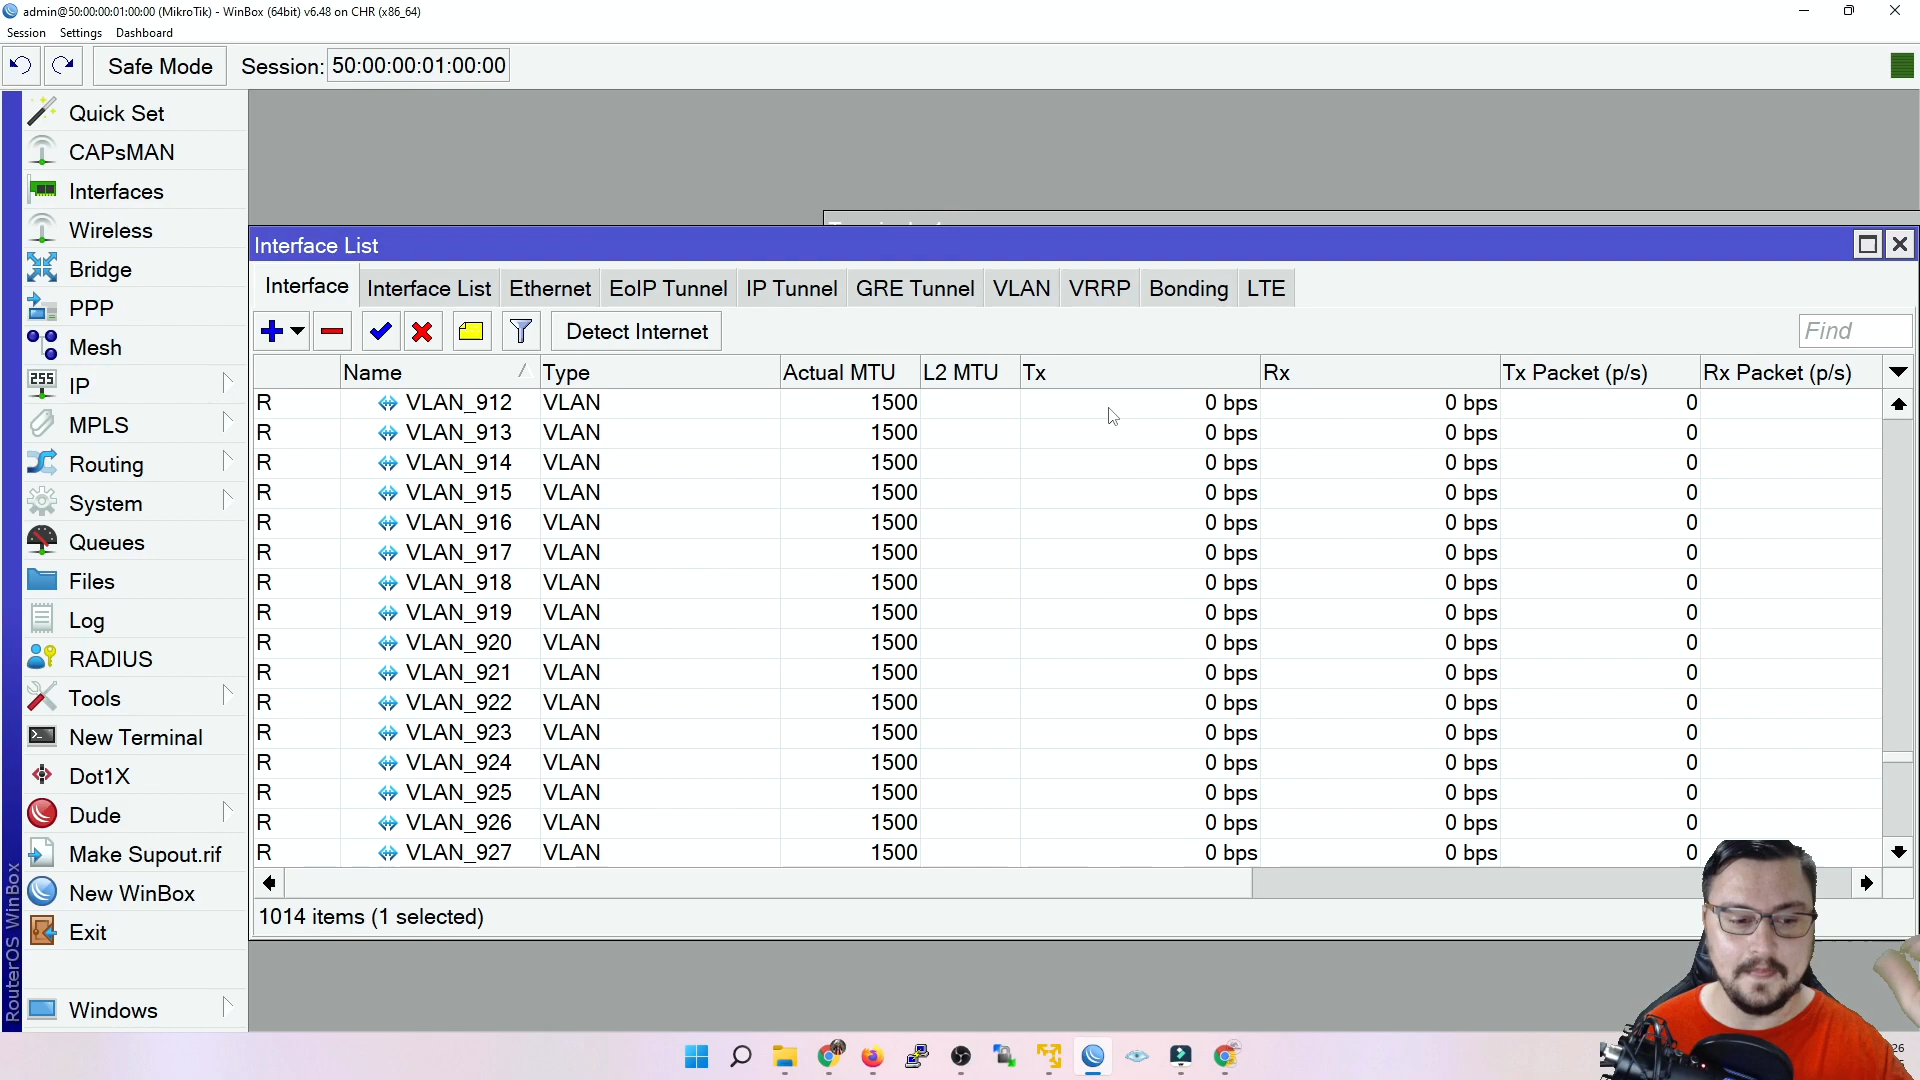 admin@50:00:00:01:00:00 (MikroTik) - WinBox (64bit) v6.48 on CHR (x86_64)
Session Settings Dashboard
Safe Mode Session: 50:00:00:01:00:00
Quick Set
CAPsMAN
Interfaces
Wireless
Bridge
PPP
Mesh
255 IP
MPLS
Routing
System
Queues
Files
Log
RADIUS
Tools
New Terminal
Dot1X
Dude
Make Supout.rif
New WinBox
Exit
Windows
RouterOS WinBox
Interface List
Interface Interface List Ethernet EoIP Tunnel IP Tunnel GRE Tunnel VLAN VRRP Bonding LTE
Detect Internet Find
Name Type Actual MTU L2 MTU Tx Rx Tx Packet (p/s) Rx Packet (p/s)
R VLAN_912 VLAN 1500 0 bps 0 bps 0
R VLAN_913 VLAN 1500 0 bps 0 bps 0
R VLAN_914 VLAN 1500 0 bps 0 bps 0
R VLAN_915 VLAN 1500 0 bps 0 bps 0
R VLAN_916 VLAN 1500 0 bps 0 bps 0
R VLAN_917 VLAN 1500 0 bps 0 bps 0
R VLAN_918 VLAN 1500 0 bps 0 bps 0
R VLAN_919 VLAN 1500 0 bps 0 bps 0
R VLAN_920 VLAN 1500 0 bps 0 bps 0
R VLAN_921 VLAN 1500 0 bps 0 bps 0
R VLAN_922 VLAN 1500 0 bps 0 bps 0
R VLAN_923 VLAN 1500 0 bps 0 bps 0
R VLAN_924 VLAN 1500 0 bps 0 bps 0
R VLAN_925 VLAN 1500 0 bps 0 bps 0
R VLAN_926 VLAN 1500 0 bps 0 bps 0
R VLAN_927 VLAN 1500 0 bps 0 bps 0
1014 items (1 selected)